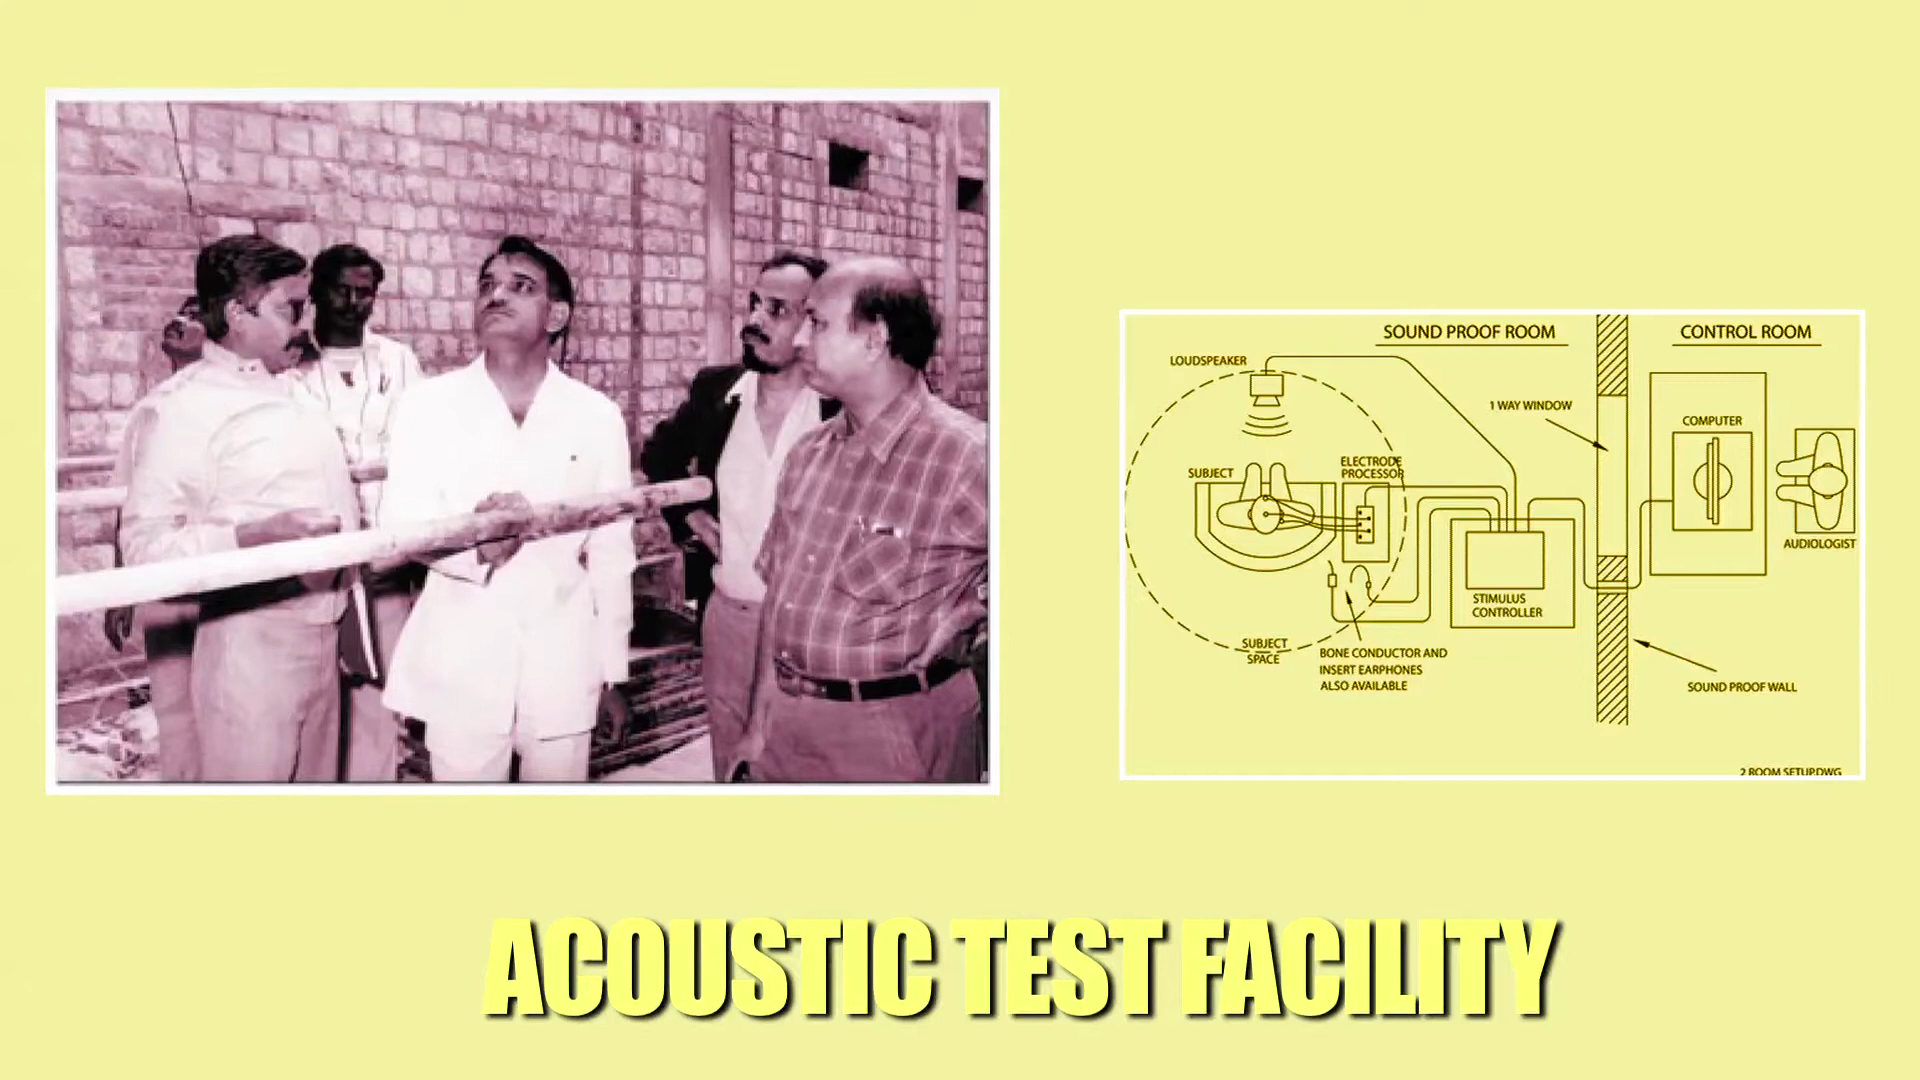 SOUND PROOF ROOM
CONTROL ROOM
LOUDSPEAKER
1 WAY WINDOW
COMPUTER
ELECTRODE
PROCESSOR
SUBJECT
AUDIOLOGIST
STIMULUS
CONTROLLER
SUBJECT
SPACE
BONE CONDUCTOR AND
INSERT EARPHONES
ALSO AVAILABLE
SOUND PROOF WALL
2 ROOM SETUP.DWG
ACOUSTIC TEST FACILITY